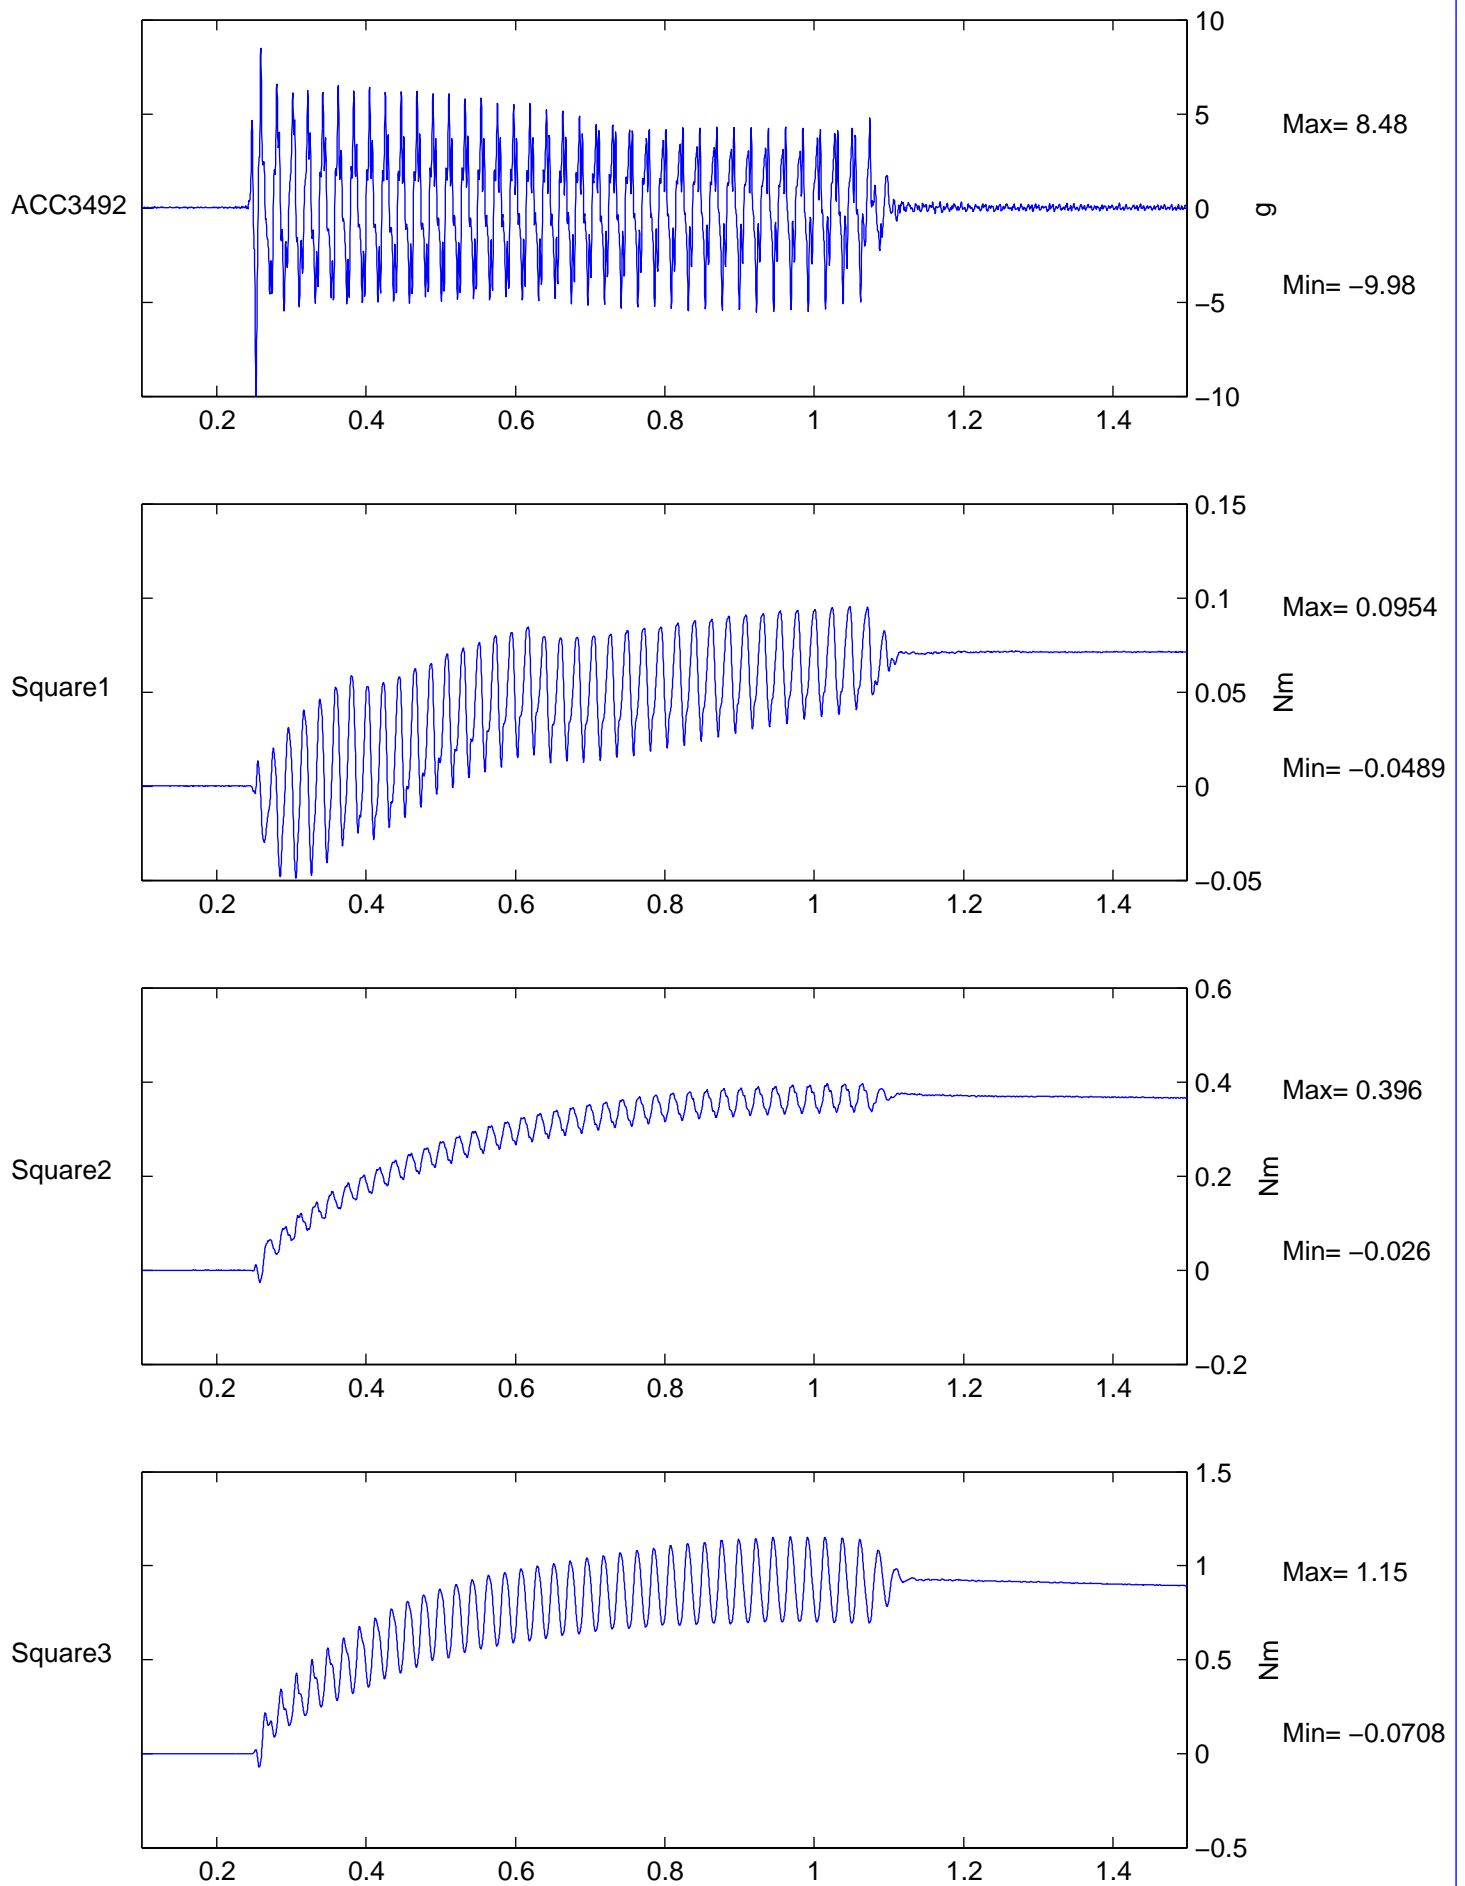 10
5
Max= 8.48
ACC3492
0
g
Min= −9.98
−5
−10
0.2 0.4 0.6 0.8 1 1.2 1.4
0.15
0.1
Max= 0.0954
Square1
0.05
Nm
Min= −0.0489
0
−0.05
0.2 0.4 0.6 0.8 1 1.2 1.4
0.6
0.4
Max= 0.396
Square2
0.2
Nm
Min= −0.026
0
−0.2
0.2 0.4 0.6 0.8 1 1.2 1.4
1.5
1
Max= 1.15
Square3
0.5
Nm
Min= −0.0708
0
−0.5
0.2 0.4 0.6 0.8 1 1.2 1.4